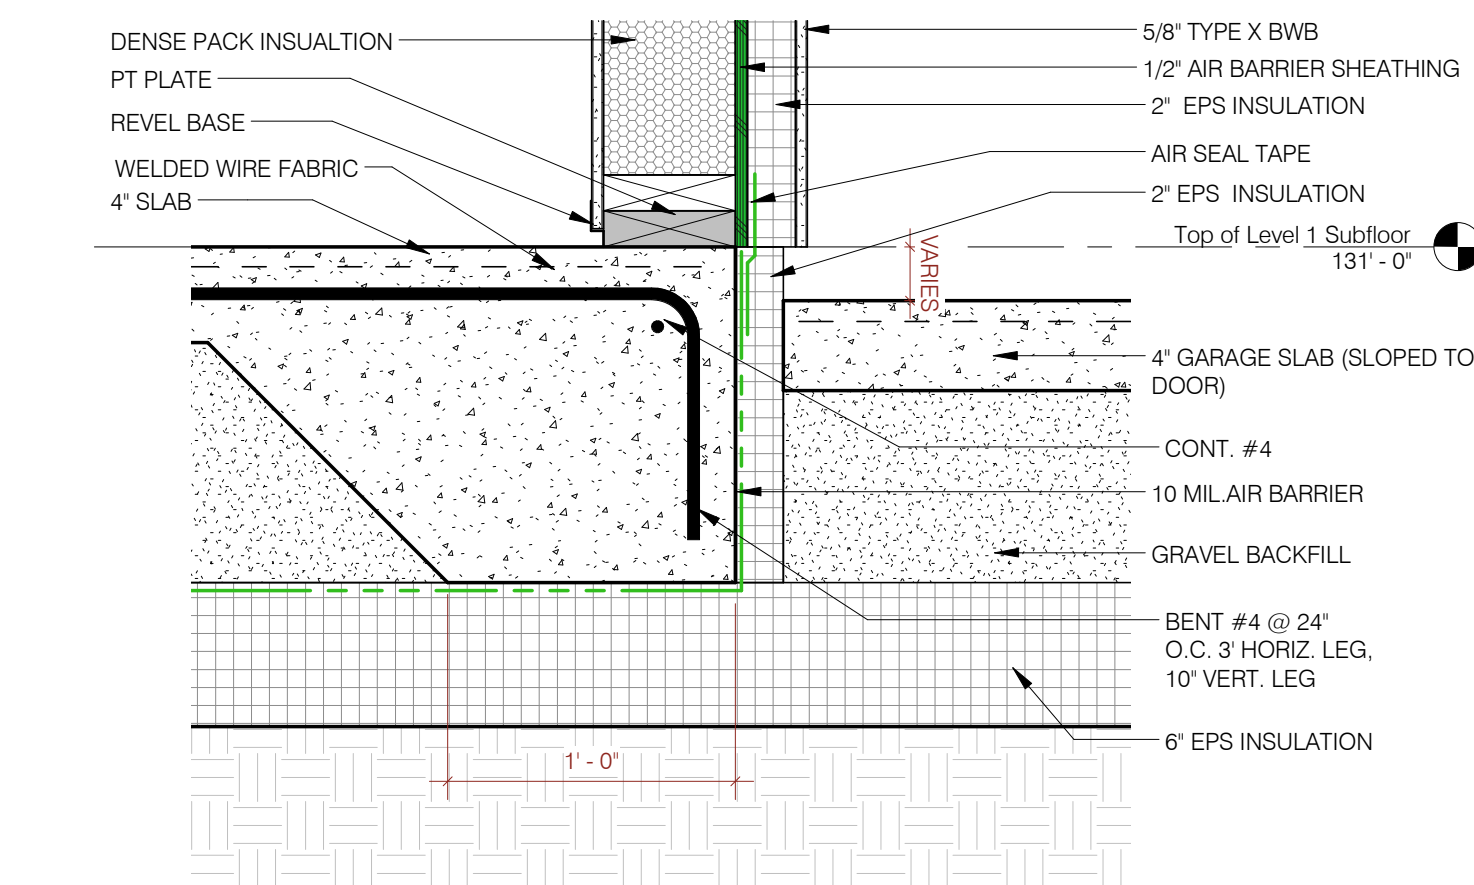 DENSE PACK INSUALTION
PT PLATE
REVEL BASE
WELDED WIRE FABRIC
4" SLAB
5/8" TYPE X BWB
1/2" AIR BARRIER SHEATHING
2" EPS INSULATION
AIR SEAL TAPE
2" EPS INSULATION
Top of Level 1 Subfloor
131' - 0"
VARIES
4" GARAGE SLAB (SLOPED TO
DOOR)
CONT. #4
10 MIL.AIR BARRIER
GRAVEL BACKFILL
BENT #4 @ 24"
O.C. 3' HORIZ. LEG,
10" VERT. LEG
6" EPS INSULATION
1' - 0"